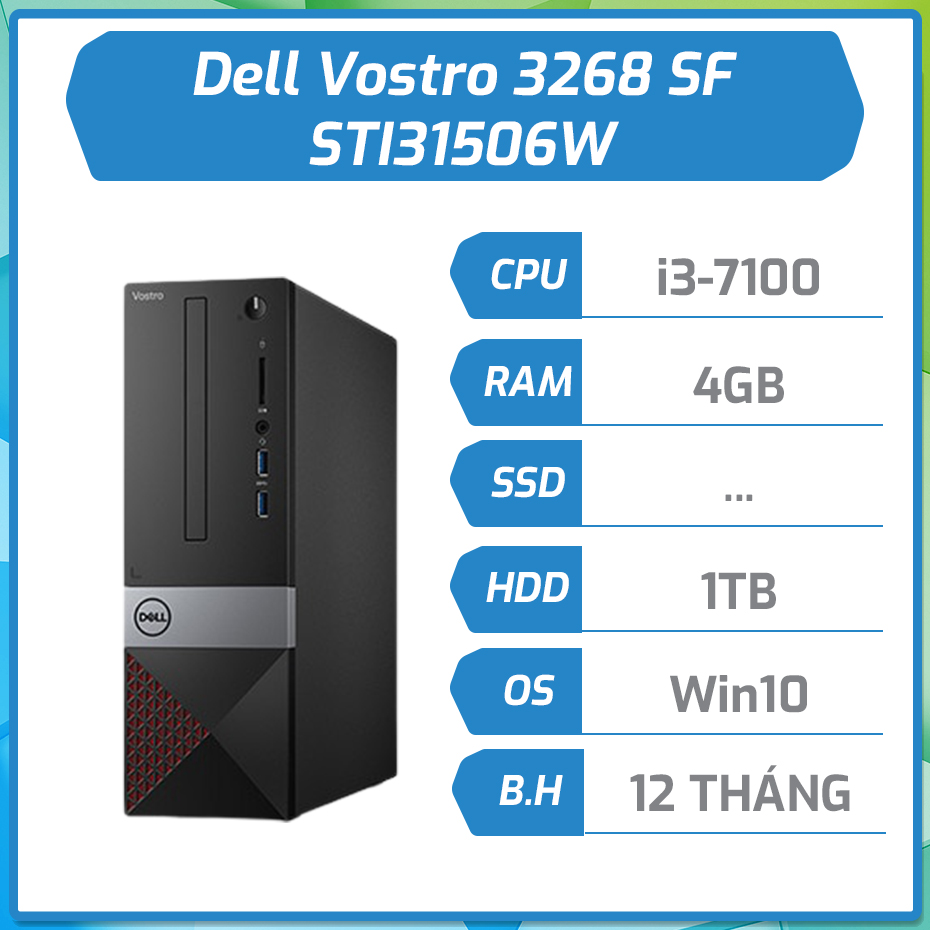 Dell Vostro 3268 SF
STI31506W
Vostro
DELL
CPU i3-7100
RAM 4GB
SSD ...
HDD 1TB
OS Win10
B.H 12 THÁNG